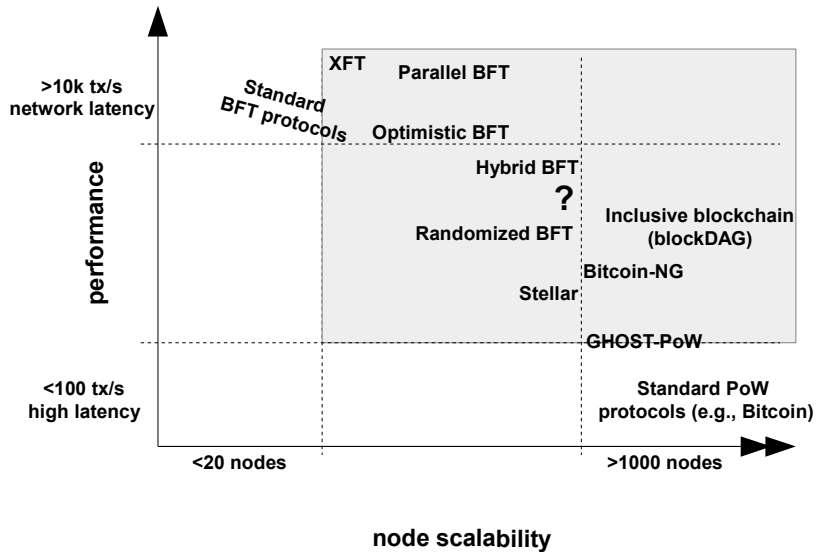 XFT
Parallel BFT
>10k tx/s
network latency
Standard
BFT protocols
Optimistic BFT
Hybrid BFT
?
performance
Inclusive blockchain
(blockDAG)
Randomized BFT
Bitcoin-NG
Stellar
GHOST-PoW
<100 tx/s
high latency
Standard PoW
protocols (e.g., Bitcoin)
<20 nodes
>1000 nodes
node scalability